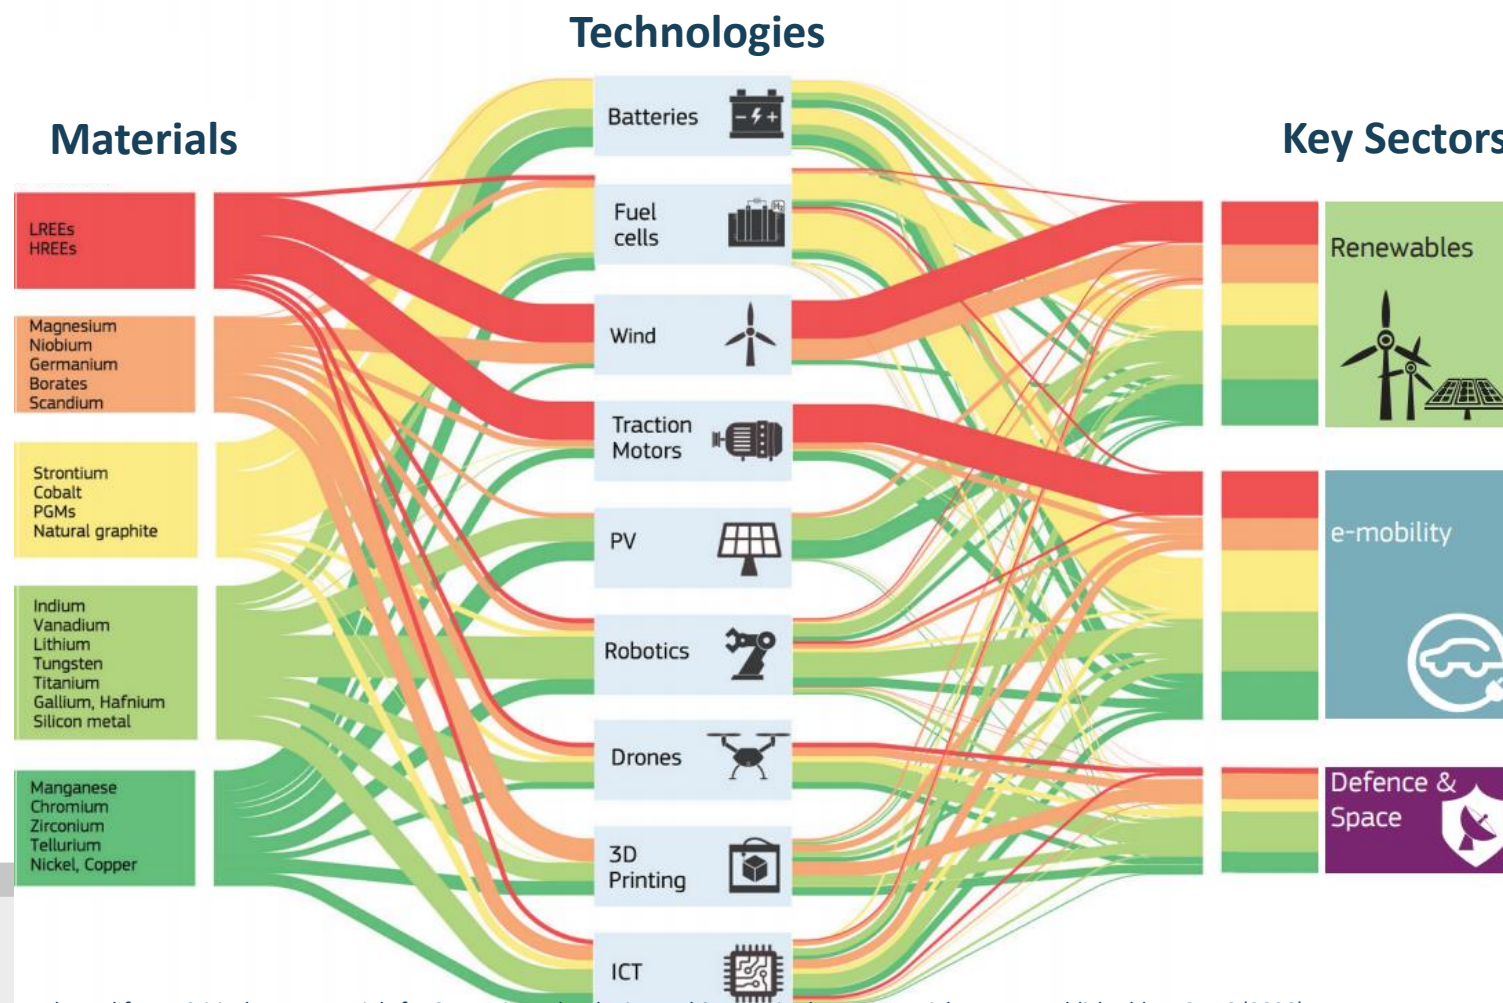 Technologies
Materials
Key Sectors
LREEs
HREEs
Magnesium
Niobium
Germanium
Borates
Scandium
Strontium
Cobalt
PGMs
Natural graphite
Indium
Vanadium
Lithium
Tungsten
Titanium
Gallium, Hafnium
Silicon metal
Manganese
Chromium
Zirconium
Tellurium
Nickel, Copper
Batteries
- +
Fuel
cells
H2
Wind
Traction
Motors
PV
Robotics
Drones
3D
Printing
ICT
Renewables
e-mobility
Defence &
Space